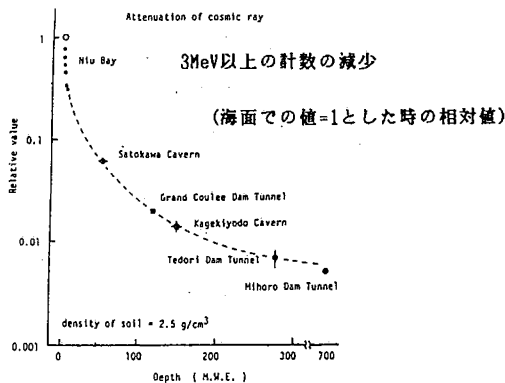 Attenuation of cosmic ray
1
Niu Bay
3MeV以上の計数の減少
(海面での値=1とした時の相対値)
0.1
Satokawa Cavern
Relative value
Grand Coulee Dam Tunnel
Kagekiyodo Cavern
0.01
Tedori Dam Tunnel
Mihoro Dam Tunnel
density of soil = 2.5 g/cm³
0.001
0 100 200 300 700
Depth ( M.W.E. )